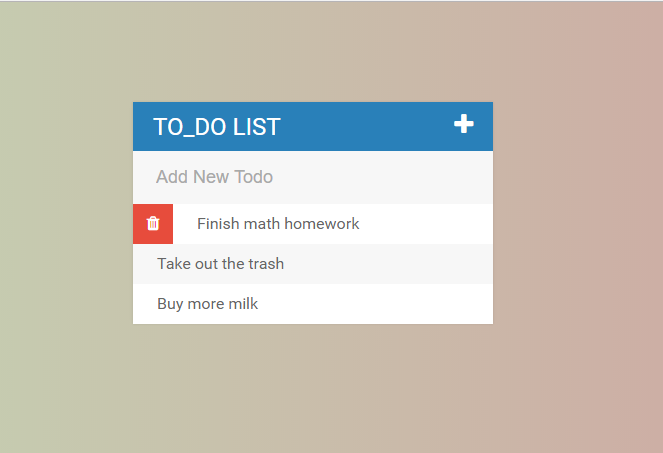 TO_DO LIST
Add New Todo
Finish math homework
Take out the trash
Buy more milk